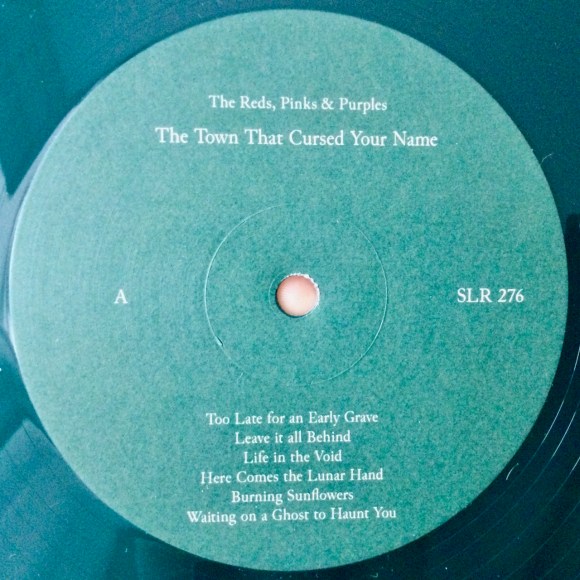 The Reds, Pinks & Purples
The Town That Cursed Your Name
A
SLR 276
Too Late for an Early Grave
Leave it all Behind
Life in the Void
Here Comes the Lunar Hand
Burning Sunflowers
Waiting on a Ghost to Haunt You